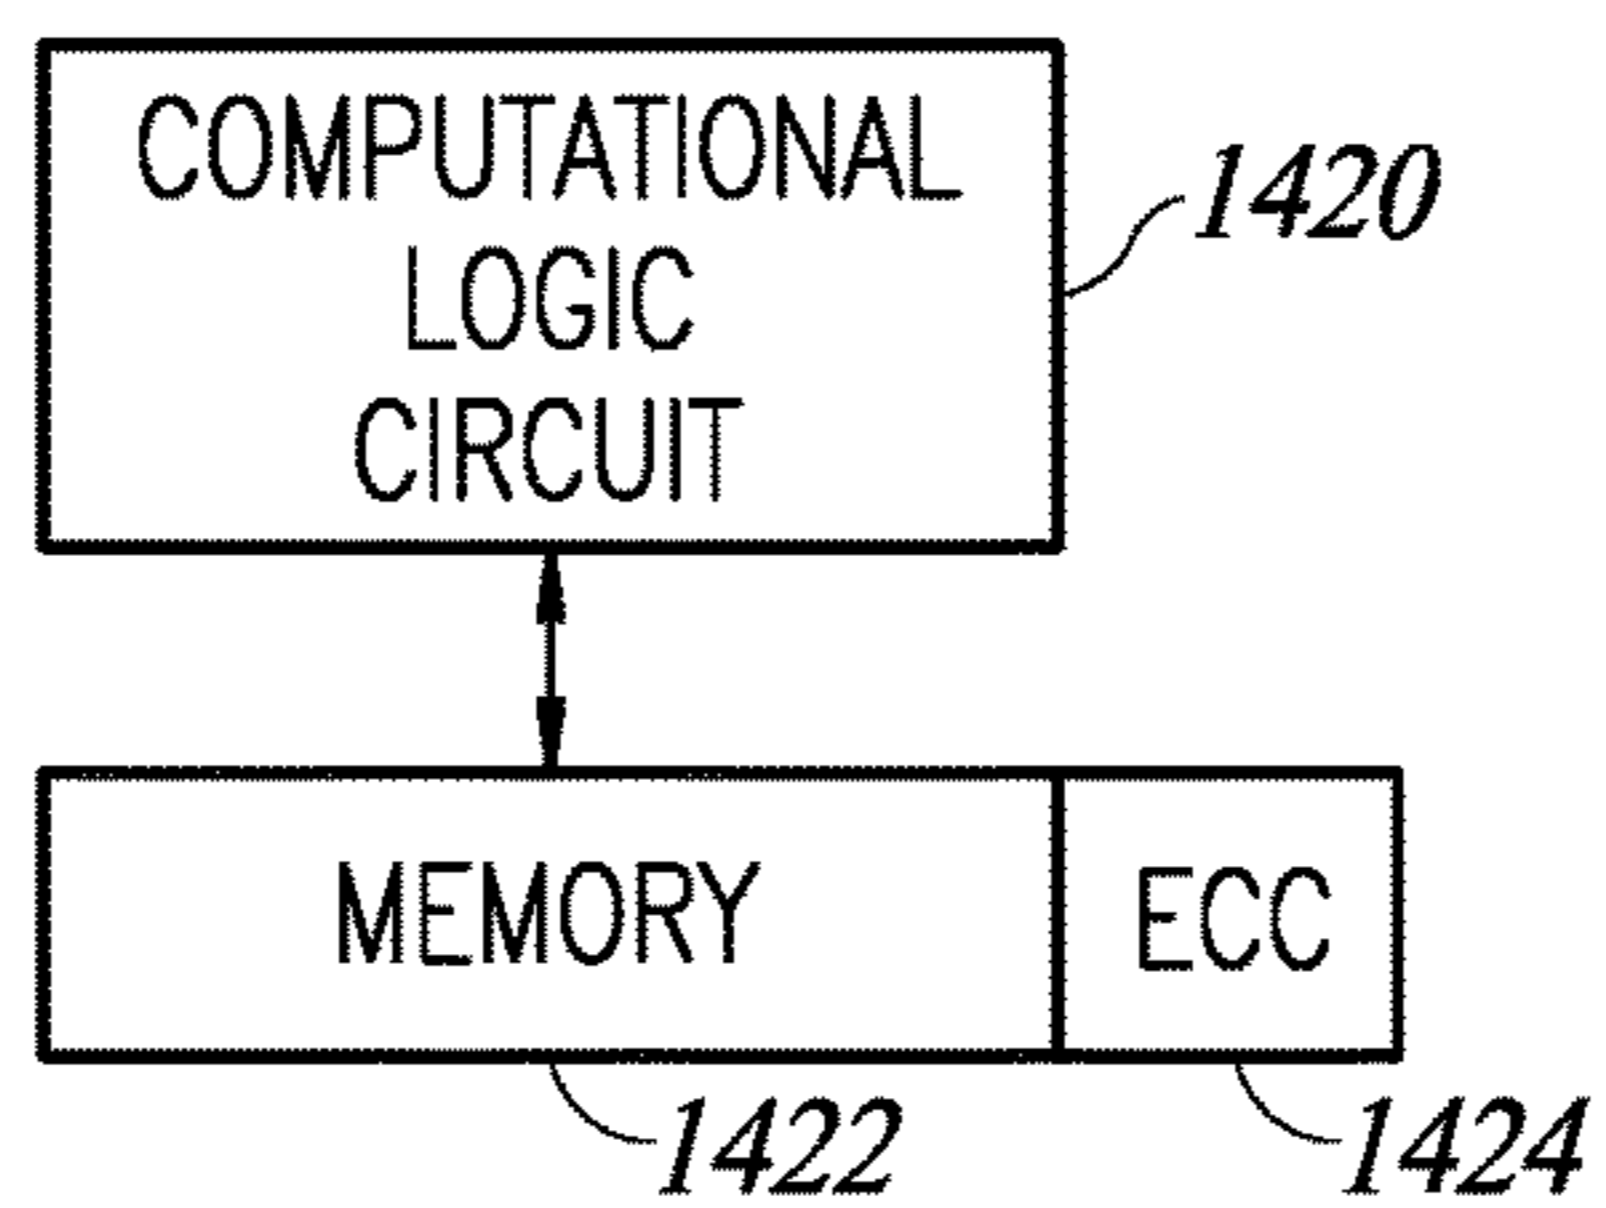 COMPUTATIONAL
LOGIC
CIRCUIT
1420
MEMORY
ECC
1422
1424